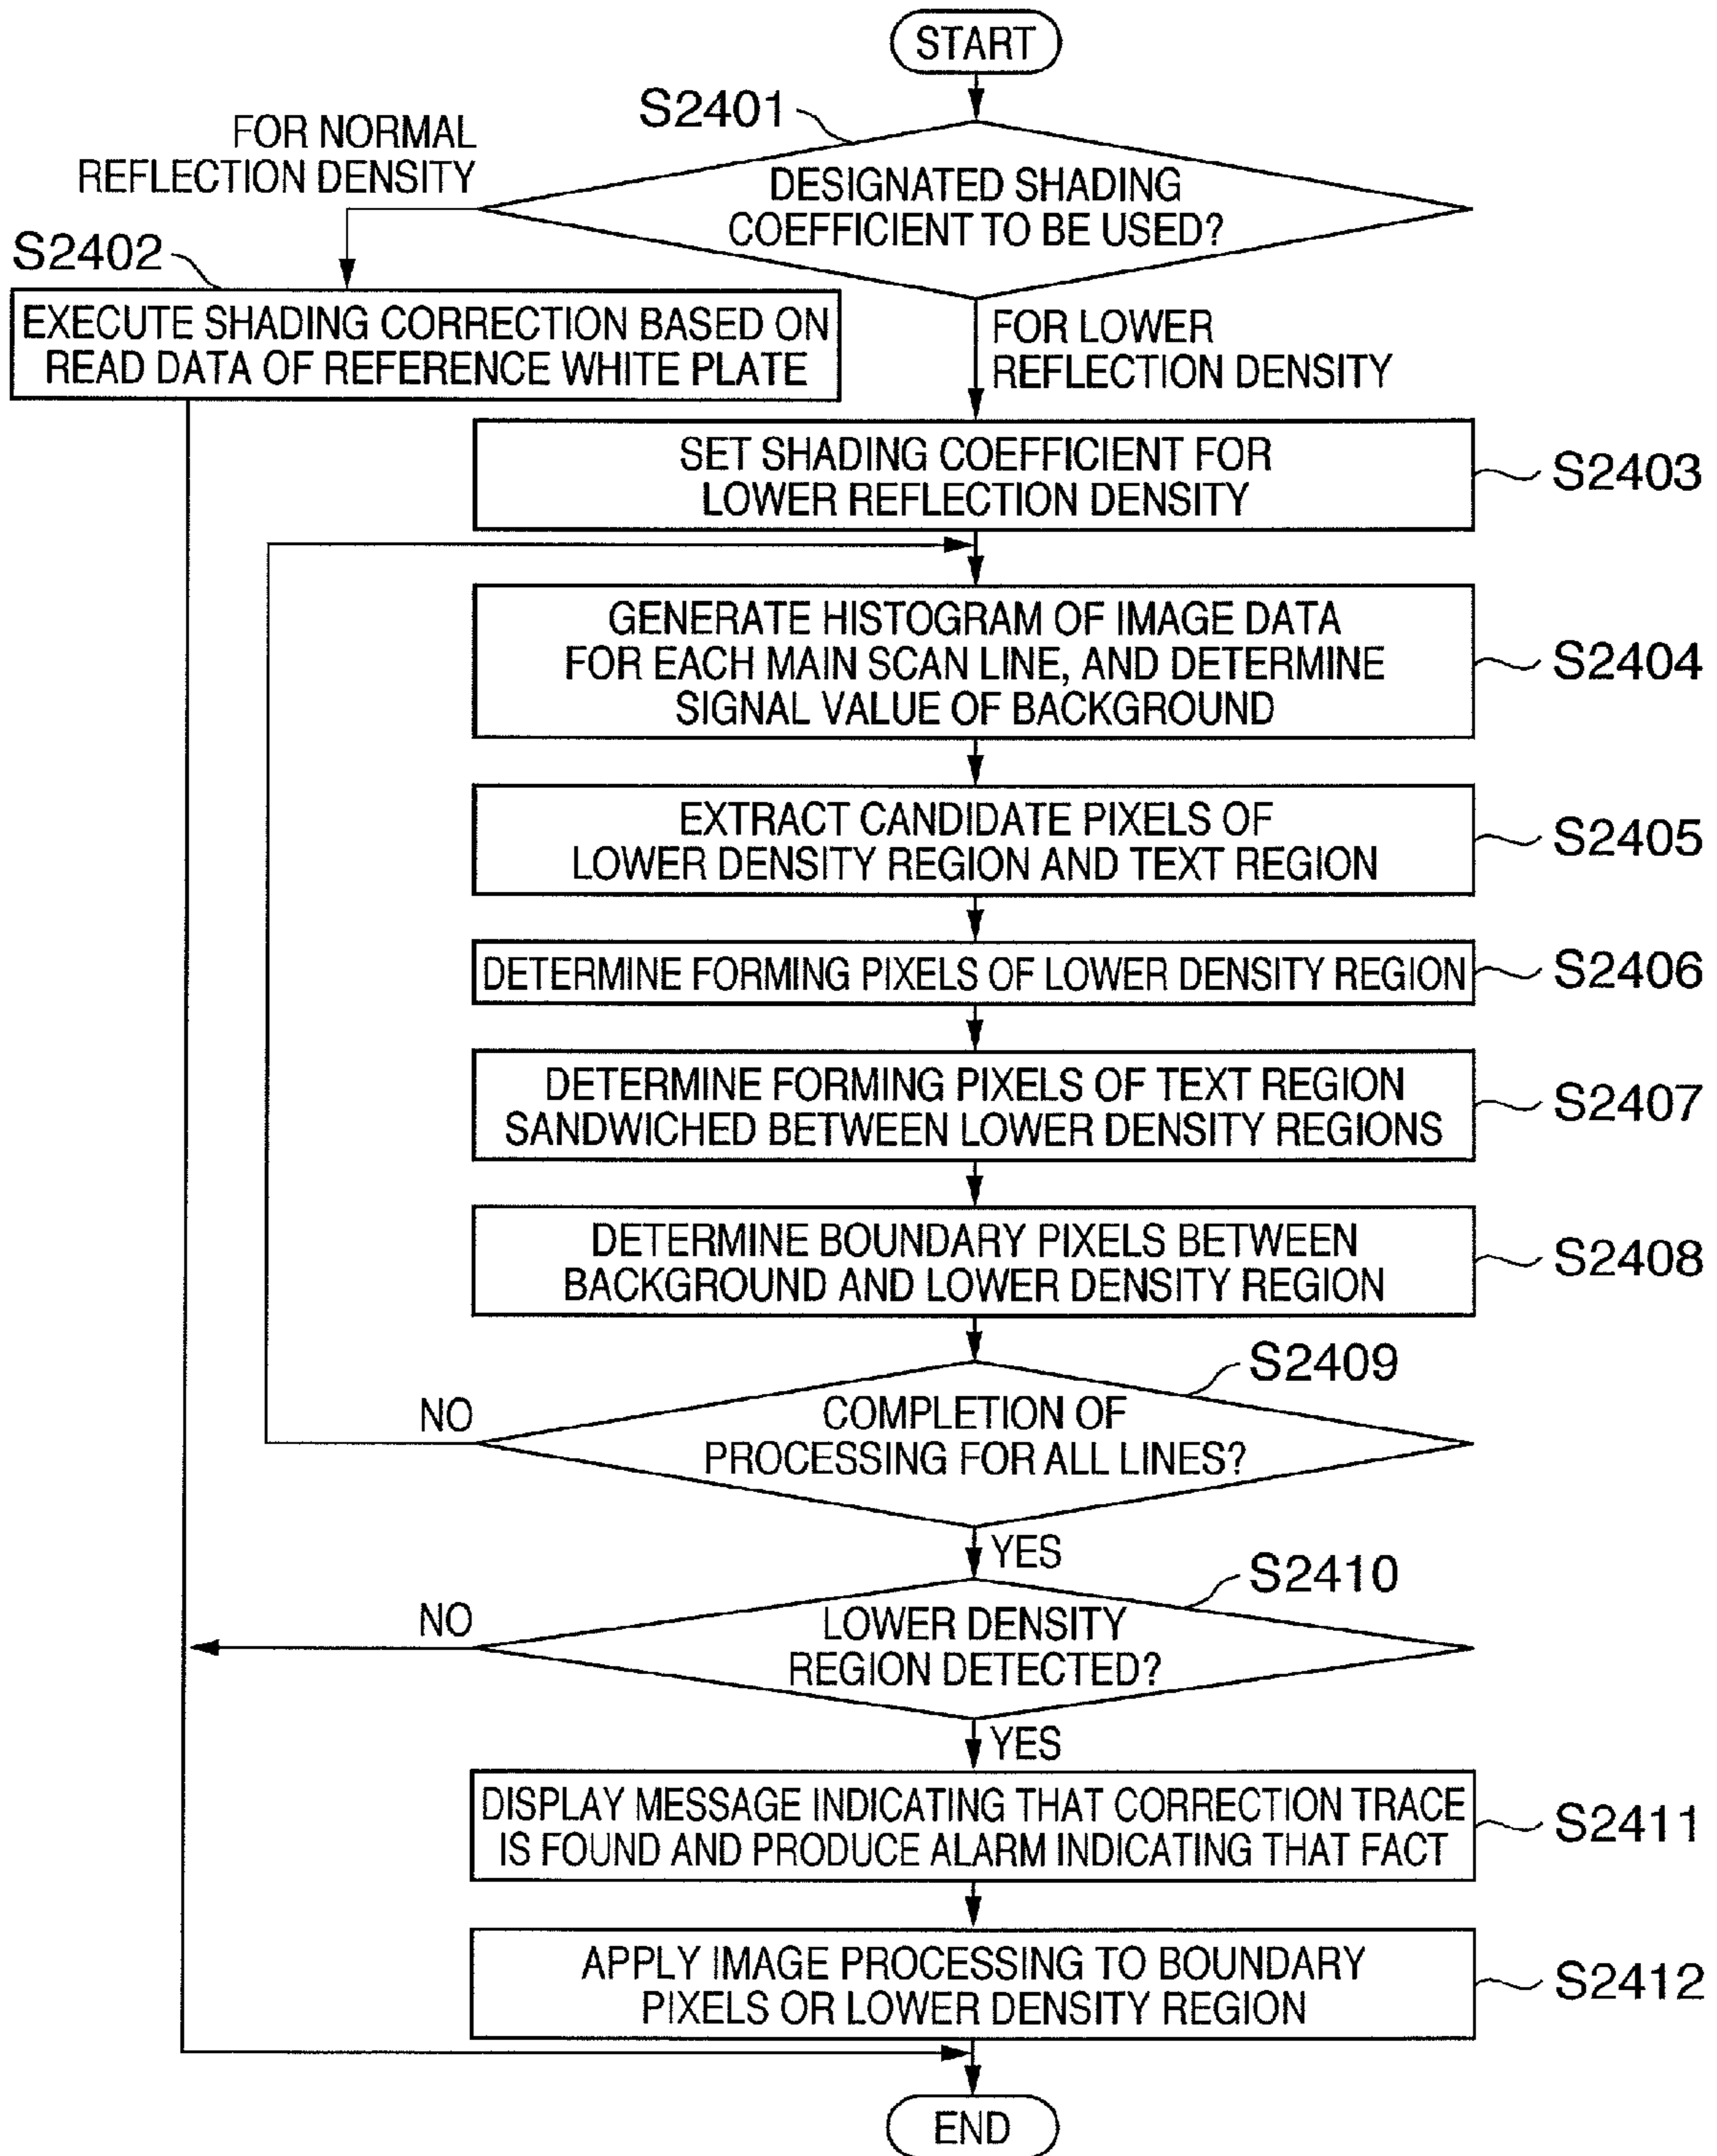 START
S2401
FOR NORMAL
REFLECTION DENSITY
DESIGNATED SHADING
COEFFICIENT TO BE USED?
S2402
EXECUTE SHADING CORRECTION BASED ON
READ DATA OF REFERENCE WHITE PLATE
FOR LOWER
REFLECTION DENSITY
SET SHADING COEFFICIENT FOR
LOWER REFLECTION DENSITY
S2403
GENERATE HISTOGRAM OF IMAGE DATA
FOR EACH MAIN SCAN LINE, AND DETERMINE
SIGNAL VALUE OF BACKGROUND
S2404
EXTRACT CANDIDATE PIXELS OF
LOWER DENSITY REGION AND TEXT REGION
S2405
DETERMINE FORMING PIXELS OF LOWER DENSITY REGION
S2406
DETERMINE FORMING PIXELS OF TEXT REGION
SANDWICHED BETWEEN LOWER DENSITY REGIONS
S2407
DETERMINE BOUNDARY PIXELS BETWEEN
BACKGROUND AND LOWER DENSITY REGION
S2408
S2409
NO
COMPLETION OF
PROCESSING FOR ALL LINES?
YES
S2410
NO
LOWER DENSITY
REGION DETECTED?
YES
DISPLAY MESSAGE INDICATING THAT CORRECTION TRACE
IS FOUND AND PRODUCE ALARM INDICATING THAT FACT
S2411
APPLY IMAGE PROCESSING TO BOUNDARY
PIXELS OR LOWER DENSITY REGION
S2412
END